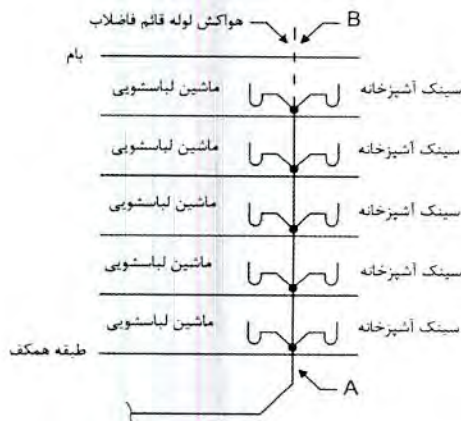 هواکش لوله قائم فاضلاب B
بام
ماشین لباسشویی سینک آشپزخانه
ماشین لباسشویی سینک آشپزخانه
ماشین لباسشویی سینک آشپزخانه
ماشین لباسشویی سینک آشپزخانه
ماشین لباسشویی سینک آشپزخانه
طبقه همکف
A